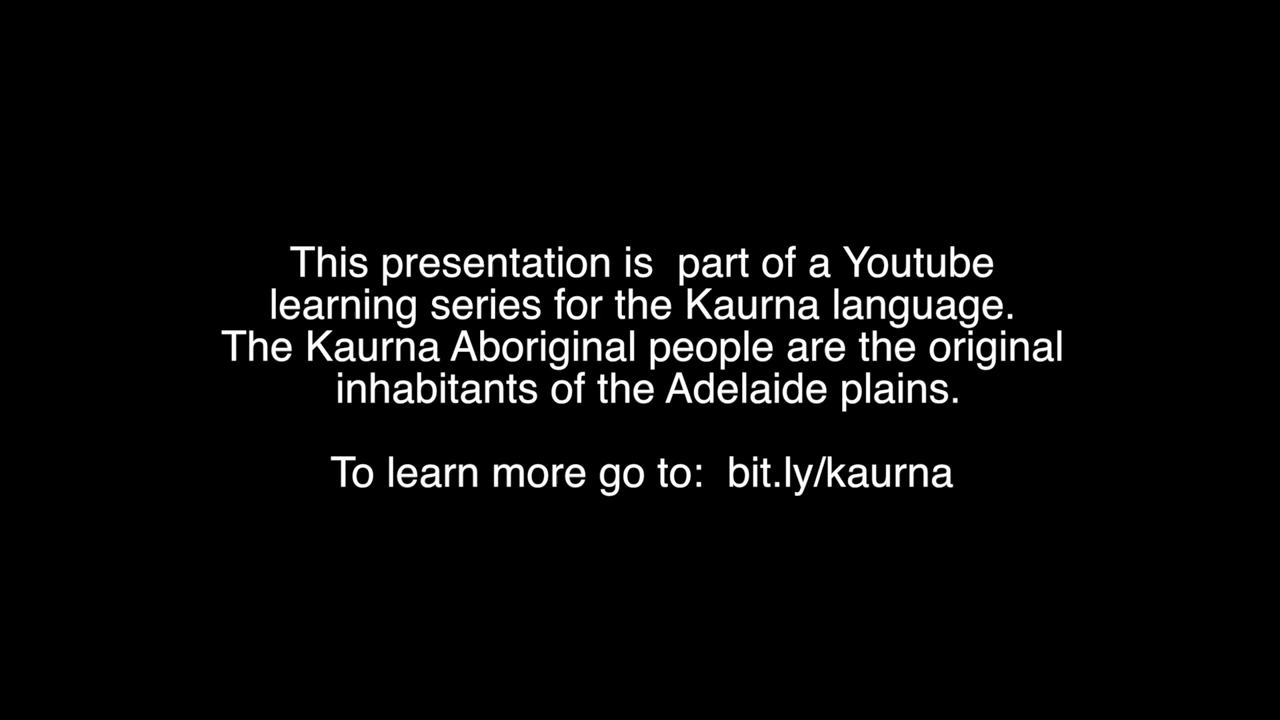 This presentation is  part of a Youtube
learning series for the Kaurna language.
The Kaurna Aboriginal people are the original
inhabitants of the Adelaide plains.
To learn more go to:  bit.ly/kaurna